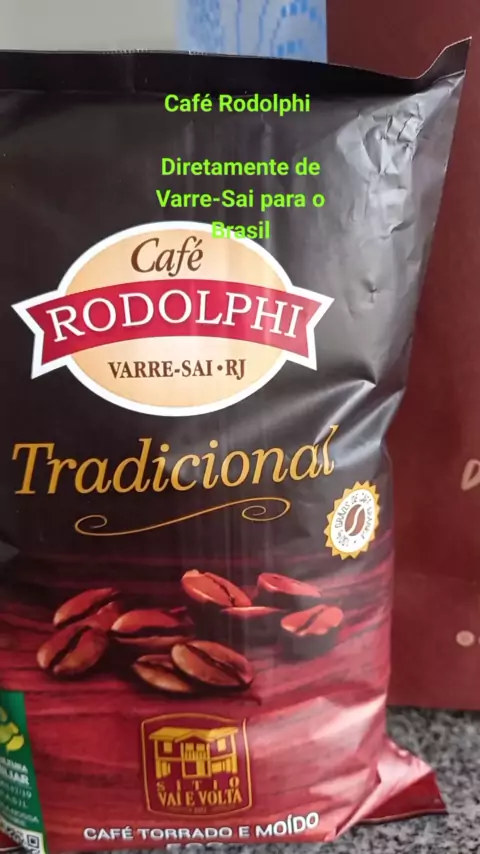 Café Rodolphi
Diretamente de
Varre-Sai para o
Brasil
Café
RODOLPHI
VARRE-SAI • RJ
Tradicional
SÍTIO
VAI E VOLTA
CAFÉ TORRADO E MOÍDO